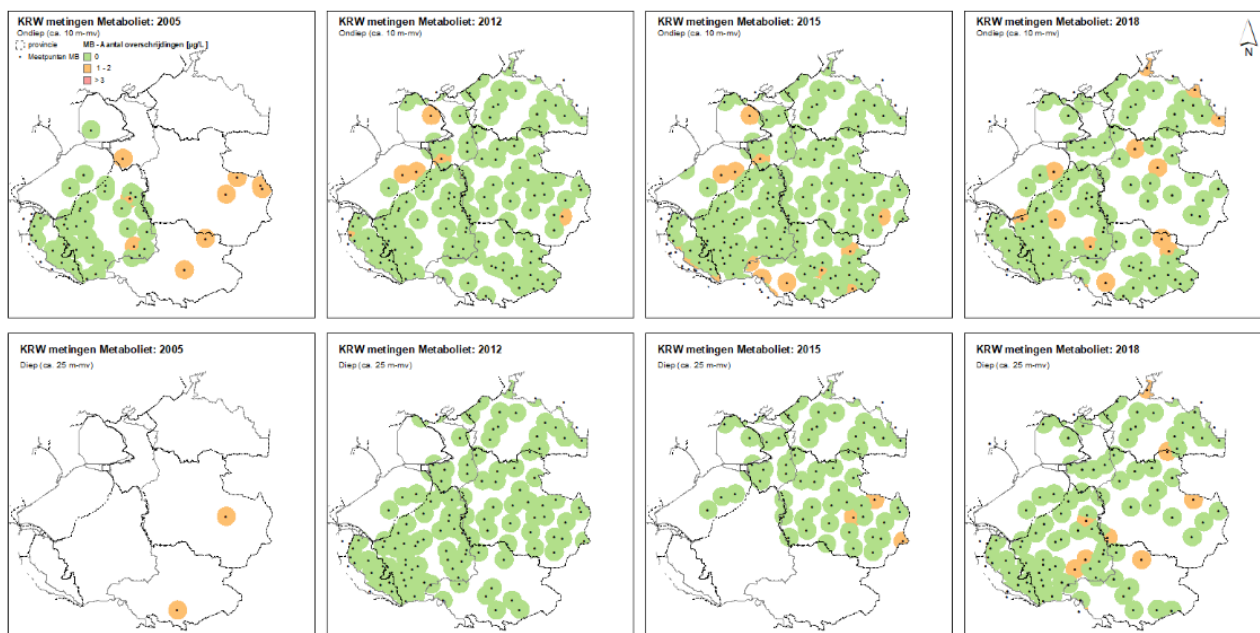 KRW metingen Metaboliet: 2005
Ondiep (ca. 10 m-mv)
provincie
MB - Aantal overschrijdingen [µg/L]
Meetpunten MB
0
1 - 2
> 3
KRW metingen Metaboliet: 2012
Ondiep (ca. 10 m-mv)
KRW metingen Metaboliet: 2015
Ondiep (ca. 10 m-mv)
KRW metingen Metaboliet: 2018
Ondiep (ca. 10 m-mv)
N
KRW metingen Metaboliet: 2005
Diep (ca. 25 m-mv)
KRW metingen Metaboliet: 2012
Diep (ca. 25 m-mv)
KRW metingen Metaboliet: 2015
Diep (ca. 25 m-mv)
KRW metingen Metaboliet: 2018
Diep (ca. 25 m-mv)